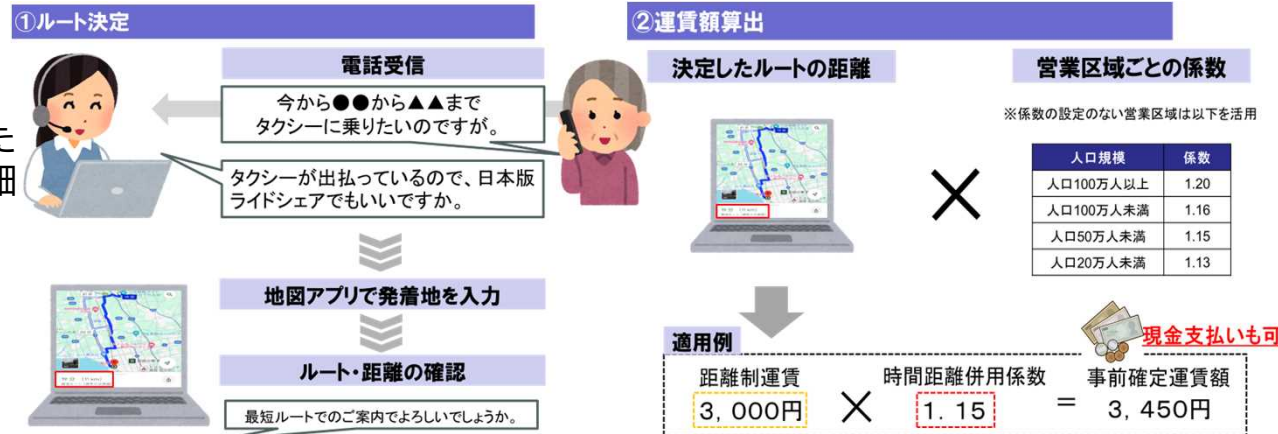 ①ルート決定
電話受信
今から●●から▲▲まで
タクシーに乗りたいのですが。
タクシーが出払っているので、日本版
ライドシェアでもいいですか。
地図アプリで発着地を入力
ルート・距離の確認
最短ルートでのご案内でよろしいでしょうか。
②運賃額算出
決定したルートの距離
×
営業区域ごとの係数
※係数の設定のない営業区域は以下を活用
人口規模 係数
人口100万人以上 1.20
人口100万人未満 1.16
人口50万人未満 1.15
人口20万人未満 1.13
現金支払いも可
適用例
距離制運賃 時間距離併用係数 事前確定運賃額
3,000円 × 1.15 = 3,450円